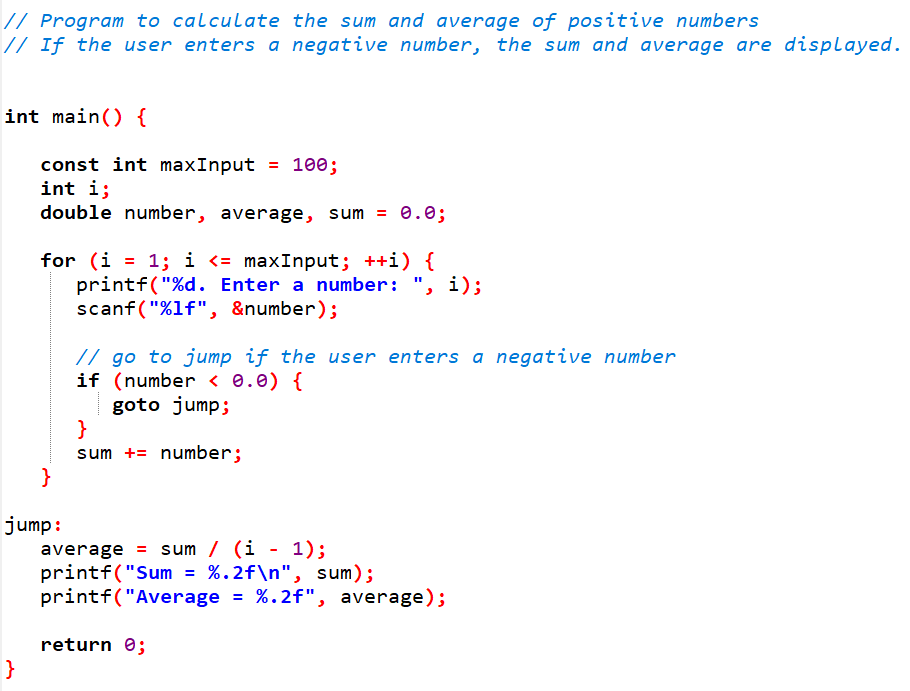 // Program to calculate the sum and average of positive numbers
// If the user enters a negative number, the sum and average are displayed.
int main() {
const int maxInput = 100;
int i;
double number, average, sum = 0.0;
for (i = 1; i <= maxInput; ++i) {
printf("%d. Enter a number: ", i);
scanf("%lf", &number);
// go to jump if the user enters a negative number
if (number < 0.0) {
goto jump;
}
sum += number;
}
jump:
average = sum / (i - 1);
printf("Sum = %.2f\n", sum);
printf("Average = %.2f", average);
return 0;
}